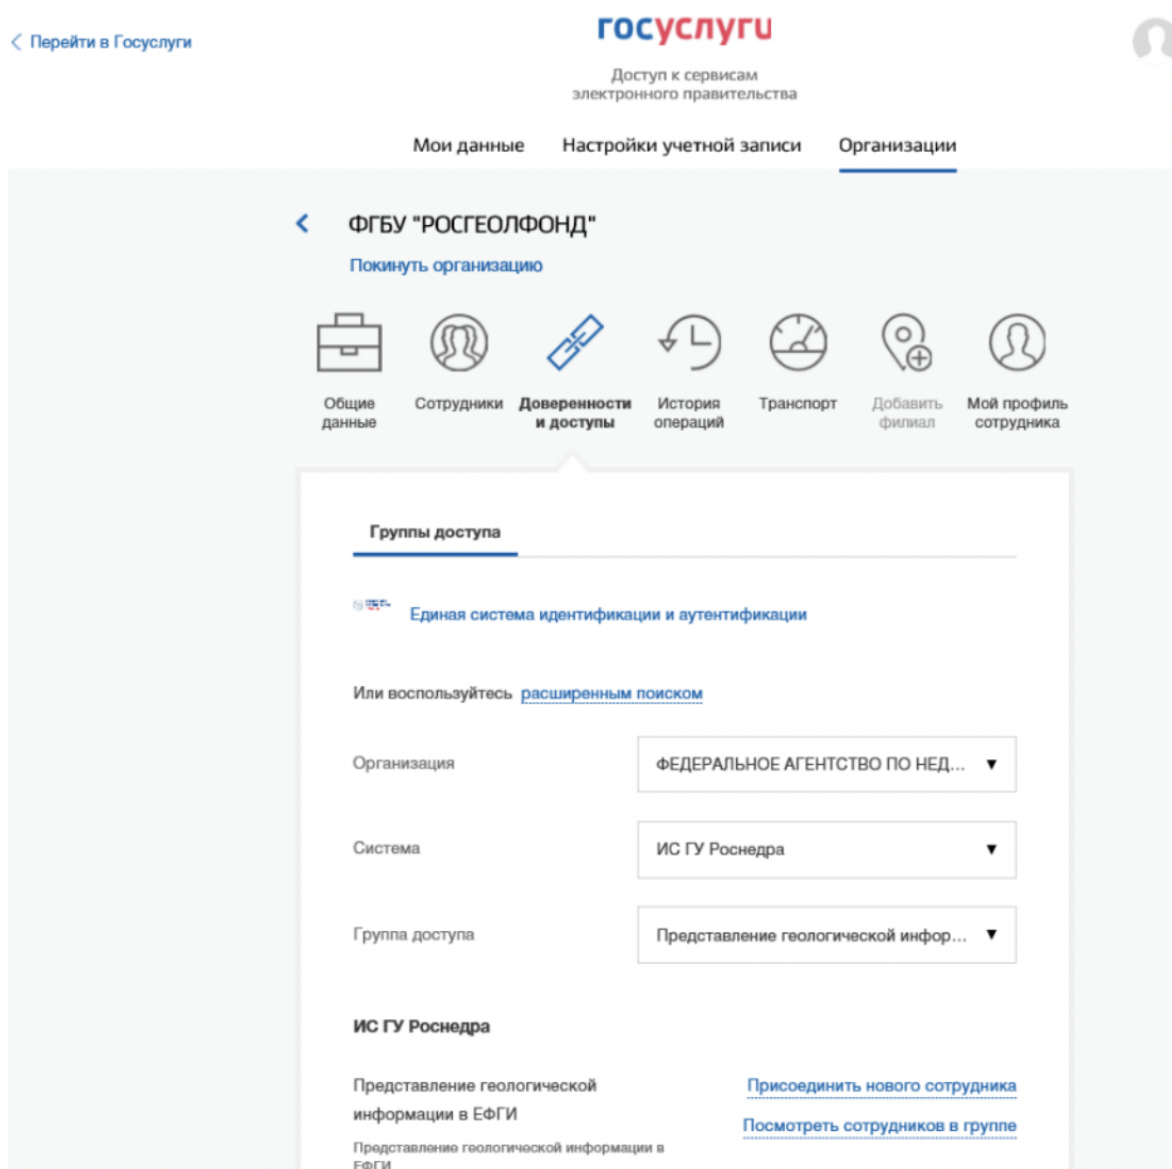 Перейти в Госуслуги
госуслуги
Доступ к сервисам
электронного правительства
Мои данные Настройки учетной записи Организации
ФГБУ "РОСГЕОЛФОНД"
Покинуть организацию
Общие данные
Сотрудники
Доверенности и доступы
История операций
Транспорт
Добавить филиал
Мой профиль сотрудника
Группы доступа
Единая система идентификации и аутентификации
Или воспользуйтесь расширенным поиском
Организация ФЕДЕРАЛЬНОЕ АГЕНТСТВО ПО НЕД...
Система ИС ГУ Роснедра
Группа доступа Представление геологической инфор...
ИС ГУ Роснедра
Представление геологической
информации в ЕФГИ
Присоединить нового сотрудника
Посмотреть сотрудников в группе
Представление геологической информации в
ЕФГИ